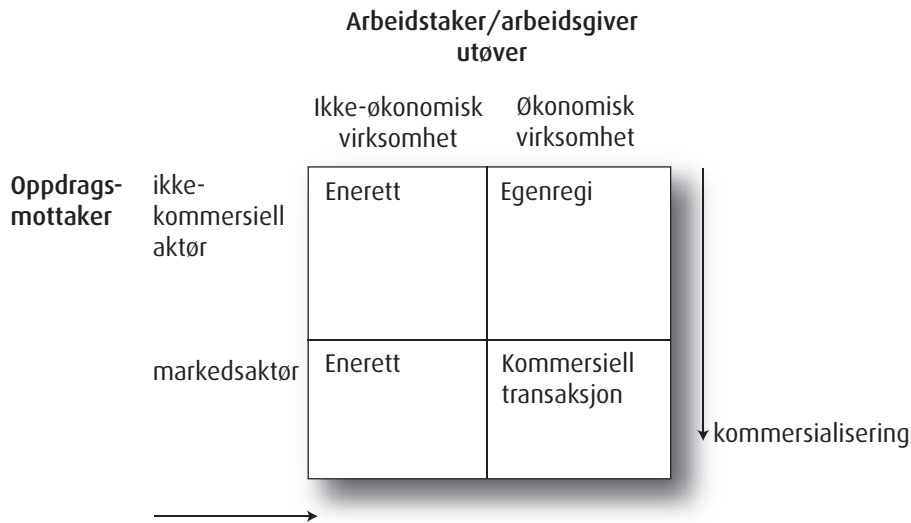 Arbeidstaker/arbeidsgiver
utøver
Ikke-økonomisk
virksomhet
Økonomisk
virksomhet
Oppdrags-
mottaker
ikke-
kommersiell
aktør
Enerett
Egenregi
markedsaktør
Enerett
Kommersiell
transaksjon
kommersialisering